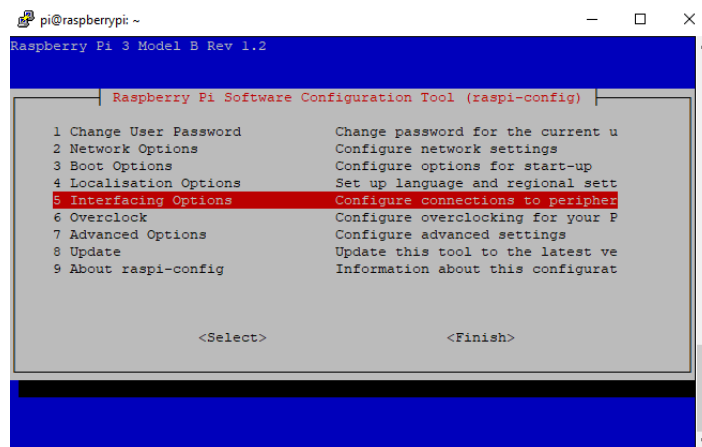 pi@raspberrypi: ~
Raspberry Pi 3 Model B Rev 1.2
Raspberry Pi Software Configuration Tool (raspi-config)
1 Change User Password Change password for the current u
2 Network Options Configure network settings
3 Boot Options Configure options for start-up
4 Localisation Options Set up language and regional sett
5 Interfacing Options Configure connections to peripher
6 Overclock Configure overclocking for your P
7 Advanced Options Configure advanced settings
8 Update Update this tool to the latest ve
9 About raspi-config Information about this configurat
<Select> <Finish>